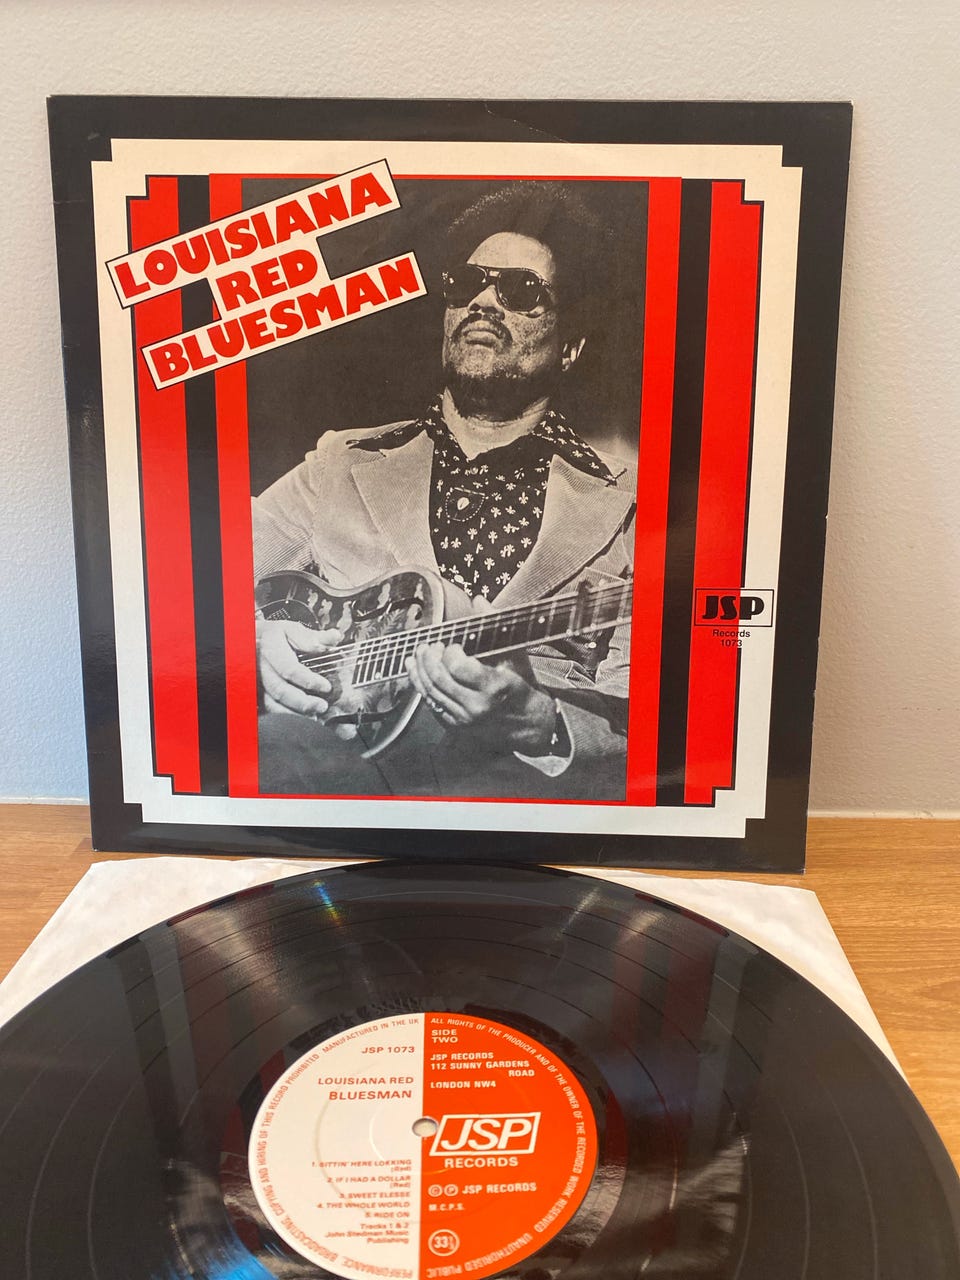 LOUISIANA
RED
BLUESMAN
JSP
Records
1073
PERFORMANCE, BROADCASTING, COPYING AND HIRING OF THIS RECORD PROHIBITED · MANUFACTURED IN THE UK
ALL RIGHTS OF THE PRODUCER AND OF THE OWNER OF THE RECORDED WORK RESERVED
UNAUTHORISED PUBLIC
JSP 1073
LOUISIANA RED
BLUESMAN
1. SITTIN' HERE LOKKING
(Red)
2. IF I HAD A DOLLAR
(Red)
3. SWEET ELESSE
4. THE WHOLE WORLD
5. RIDE ON
Tracks 1 & 2
John Stedman Music
Publishing
SIDE
TWO
JSP RECORDS
112 SUNNY GARDENS
ROAD
LONDON NW4
JSP
RECORDS
© ℗ JSP RECORDS
M.C.P.S.
33⅓